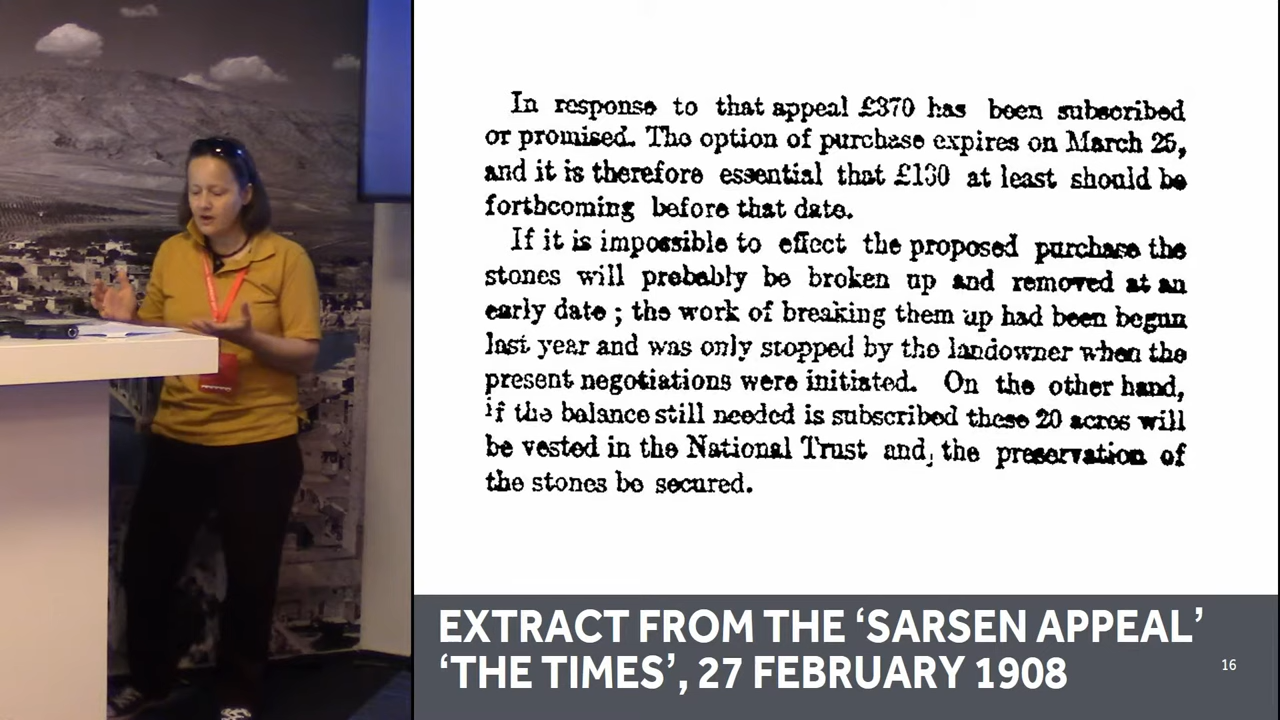 In response to that appeal £370 has been subscribed
or promised. The option of purchase expires on March 25,
and it is therefore essential that £130 at least should be
forthcoming before that date.
If it is impossible to effect the proposed purchase the
stones will probably be broken up and removed at an
early date; the work of breaking them up had been begun
last year and was only stopped by the landowner when the
present negotiations were initiated. On the other hand,
if the balance still needed is subscribed these 20 acres will
be vested in the National Trust and, the preservation of
the stones be secured.
EXTRACT FROM THE ‘SARSEN APPEAL’
‘THE TIMES’, 27 FEBRUARY 1908
16